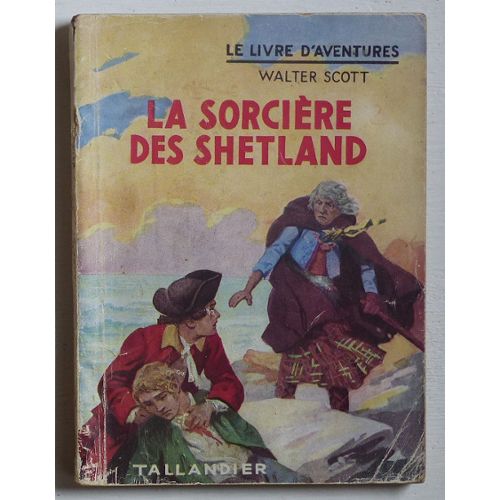 LE LIVRE D'AVENTURES
WALTER SCOTT
LA SORCIÈRE
DES SHETLAND
TALLANDIER